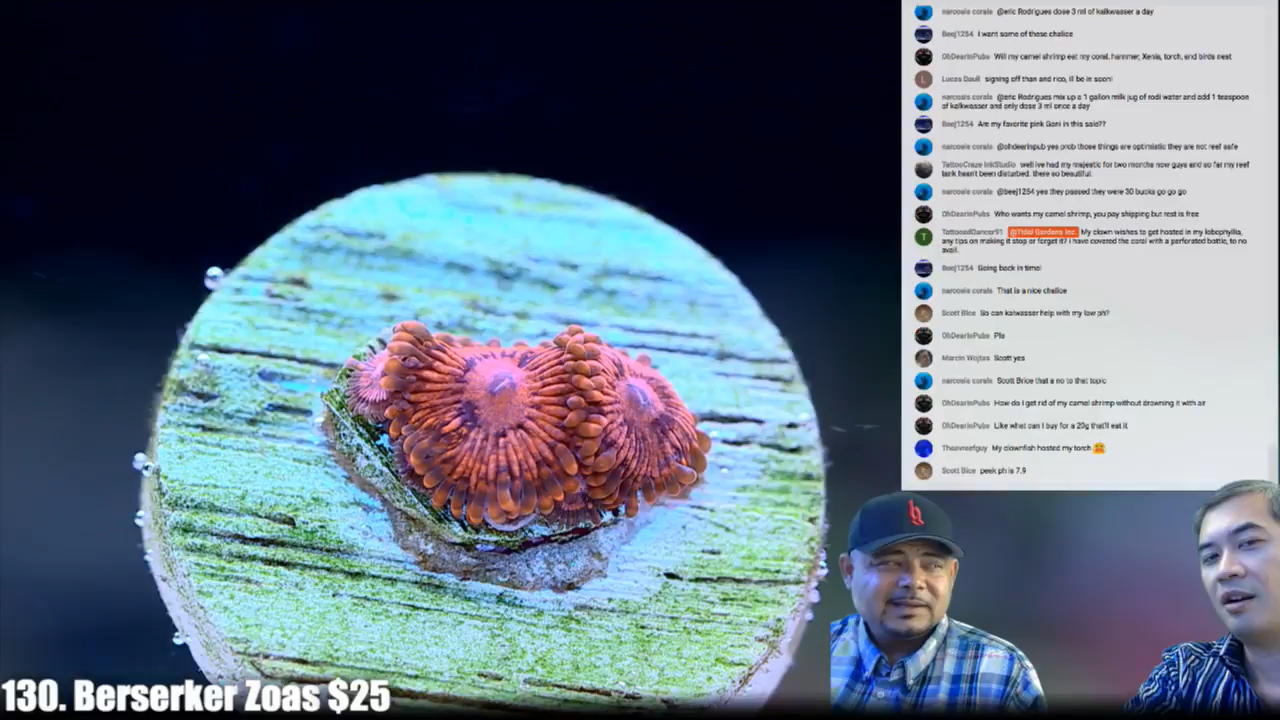 narcosis corals @eric Rodrigues dose 3 ml of kalkwasser a day
Beej1254 I want some of these chalice
OhDearInPubs Will my camel shrimp eat my coral, hammer, Xenia, torch, and birds nest
Lucas Daull signing off than and rico, ill be in soon!
narcosis corals @eric Rodrigues mix up a 1 gallon milk jug of rodi water and add 1 teaspoon
of kalkwasser and only dose 3 ml once a day
Beej1254 Are my favorite pink Goni in this sale??
narcosis corals @ohdeerinpub yes prob those things are optimistic they are not reef safe
TattooCraze InkStudio well ive had my majestic for two months now guys and so far my reef
tank hasn't been disturbed. there so beautiful.
narcosis corals @beej1254 yes they passed they were 30 bucks go go go
OhDearInPubs Who wants my camel shrimp, you pay shipping but rest is free
T TattooedDancer91 @Tidal Gardens Inc. My clown wishes to get hosted in my lobophyllia,
any tips on making it stop or forget it? I have covered the coral with a perforated bottle, to no
avail.
Beej1254 Going back in time!
narcosis corals That is a nice chalice
Scott Bice So can kalwasser help with my low ph?
OhDearInPubs Pls
Marcin Wojtas Scott yes
narcosis corals Scott Brice that a no to that topic
OhDearInPubs How do I get rid of my camel shrimp without drowning it with air
OhDearInPubs Like what can I buy for a 20g that'll eat it
Theavreefguy My clownfish hosted my torch
Scott Bice peek ph is 7.9
130. Berserker Zoas $25